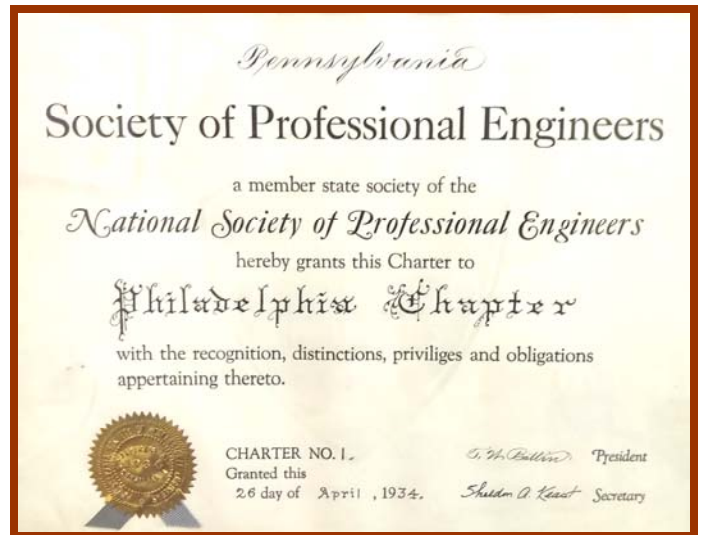 Pennsylvania
Society of Professional Engineers
a member state society of the
National Society of Professional Engineers
hereby grants this Charter to
Philadelphia Chapter
with the recognition, distinctions, priviliges and obligations
appertaining thereto.
CHARTER NO. 1.
Granted this
26 day of April, 1934.
President
Sheldon A. Keast Secretary